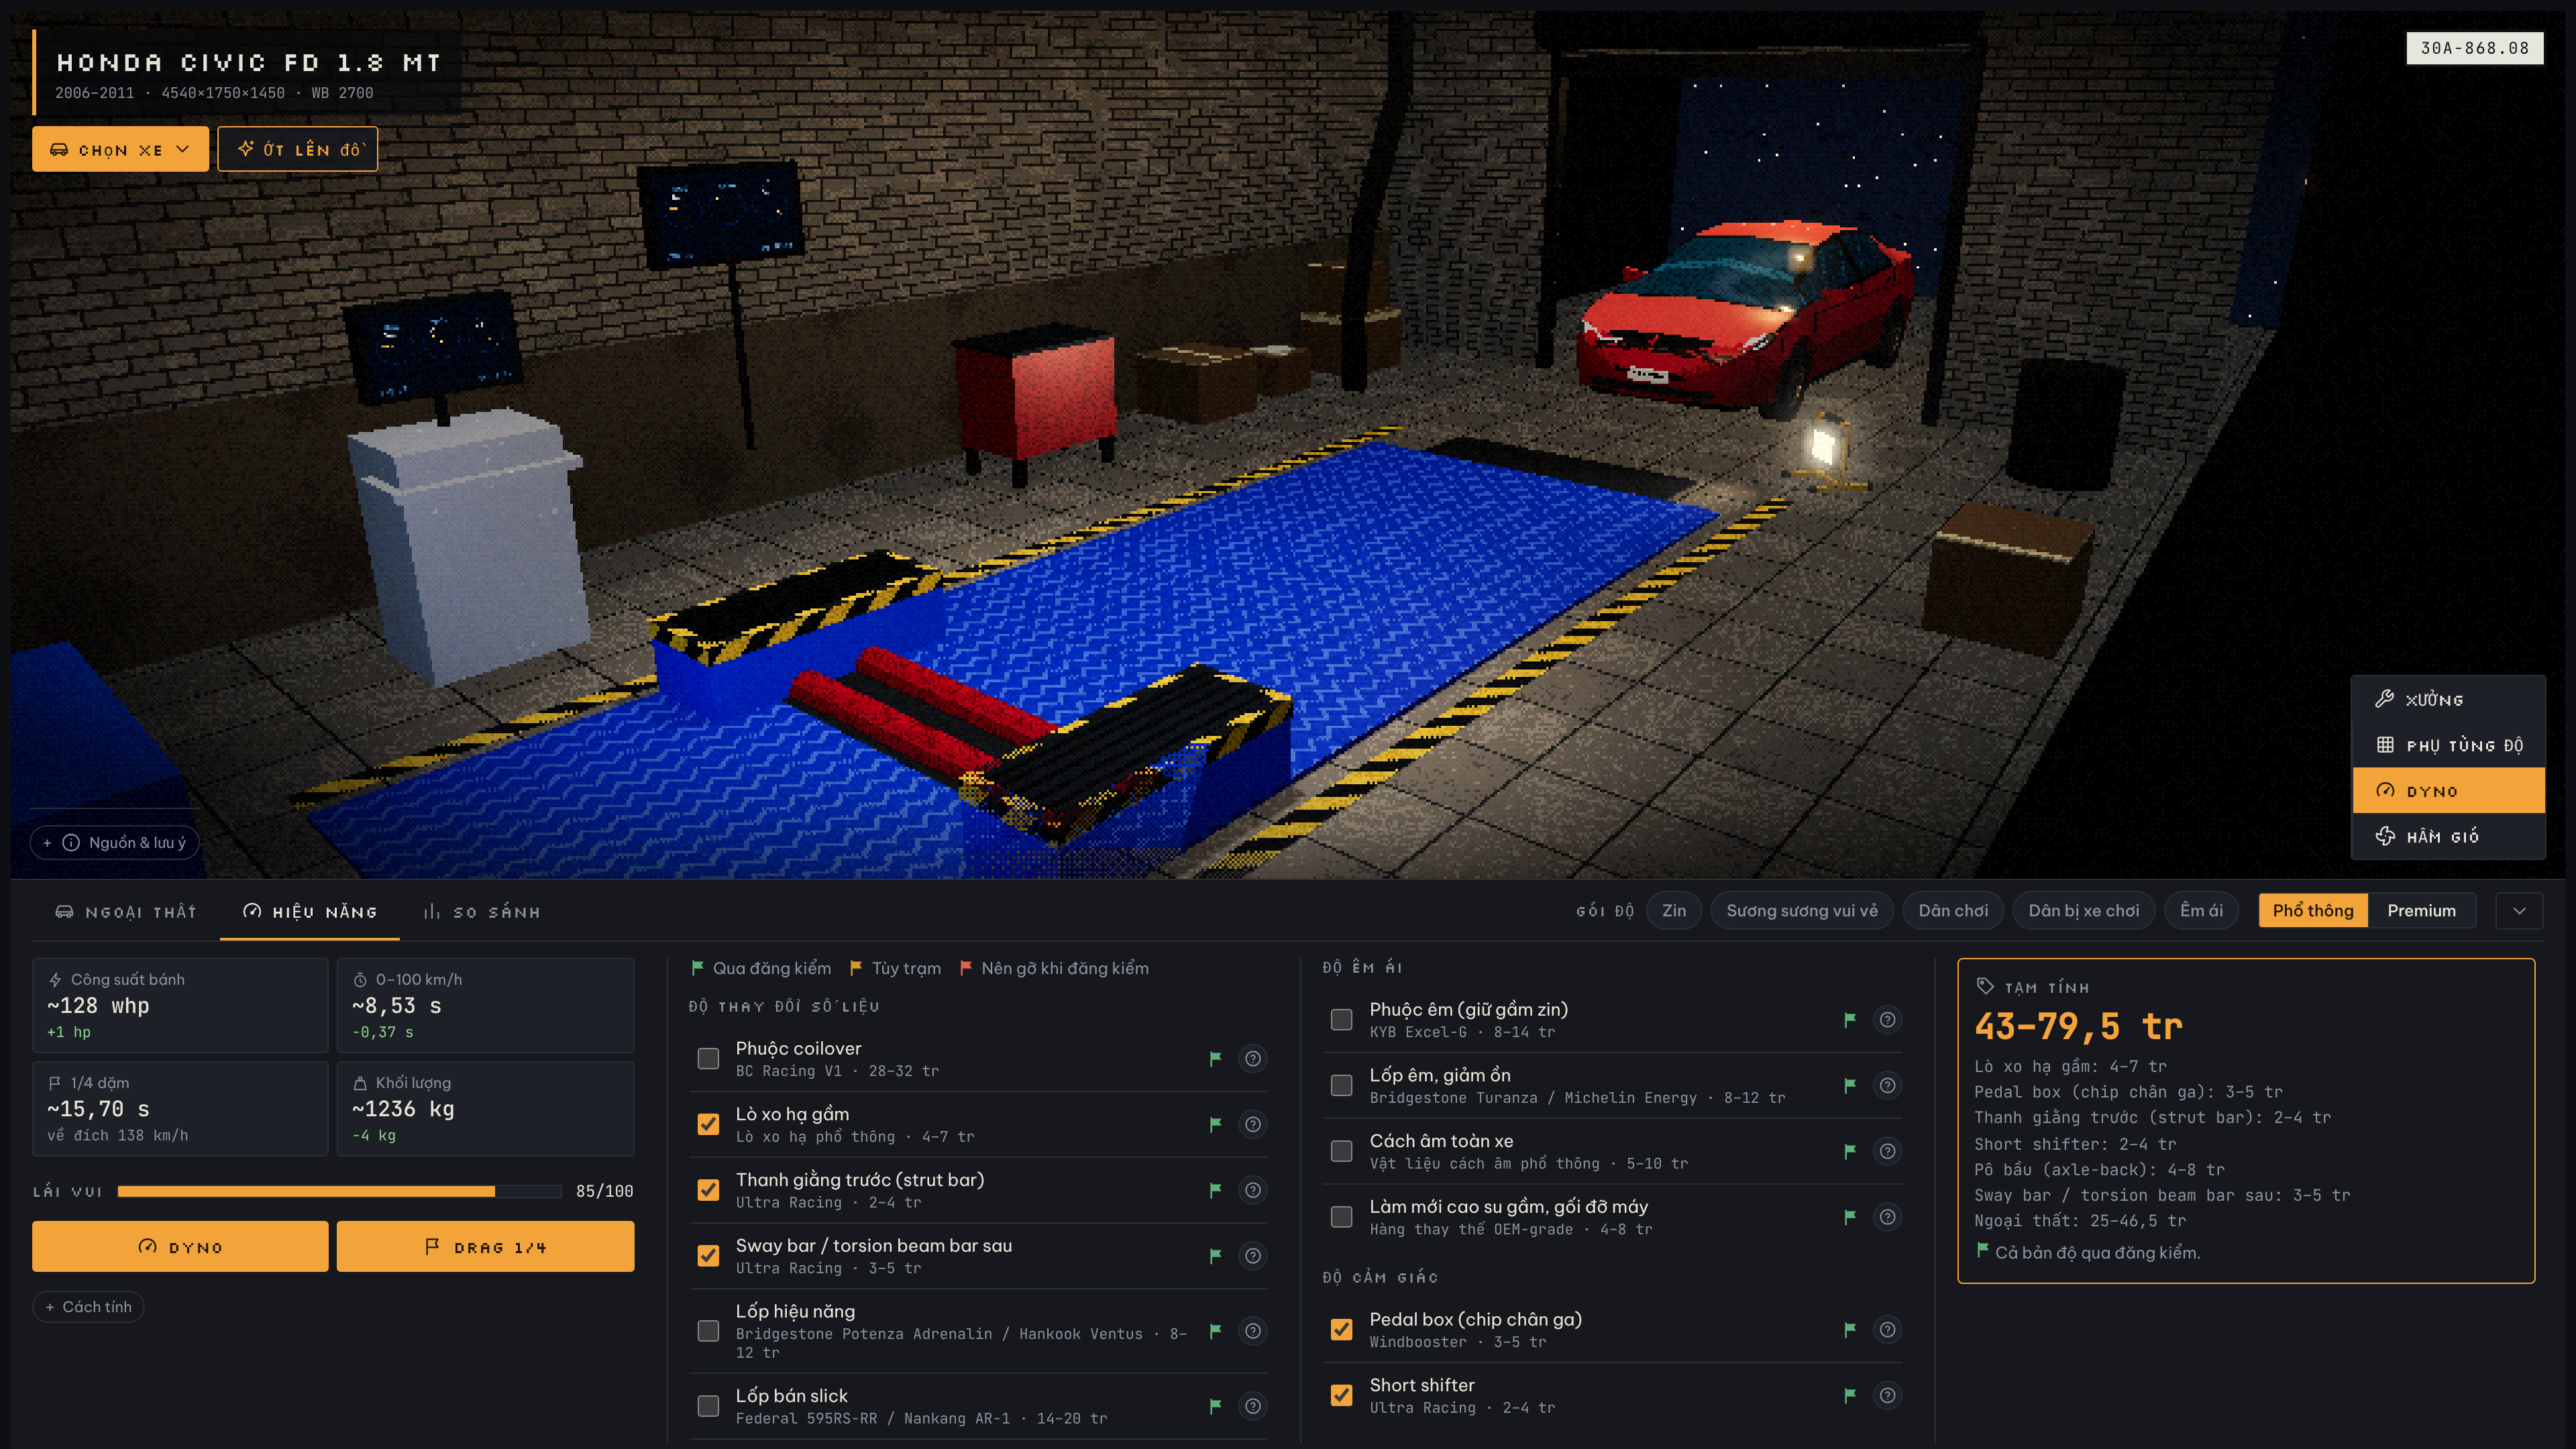 HONDA CIVIC FD 1.8 MT
2006–2011 · 4540×1750×1450 · WB 2700
30A-868.08
CHỌN XE
ỚT LÊN ĐỒ
XƯỞNG
PHỤ TÙNG ĐỘ
DYNO
HẦM GIÓ
+ Nguồn & lưu ý
NGOẠI THẤT
HIỆU NĂNG
SO SÁNH
GÓI ĐỘ
Zin
Sương sương vui vẻ
Dân chơi
Dân bị xe chơi
Êm ái
Phổ thông
Premium
Công suất bánh
~128 whp
+1 hp
0–100 km/h
~8,53 s
-0,37 s
1/4 dặm
~15,70 s
về đích 138 km/h
Khối lượng
~1236 kg
-4 kg
LÁI VUI
85/100
DYNO
DRAG 1/4
+ Cách tính
Qua đăng kiểm
Tùy trạm
Nên gỡ khi đăng kiểm
ĐỘ THAY ĐỔI SỐ LIỆU
Phuộc coilover
BC Racing V1 · 28–32 tr
Lò xo hạ gầm
Lò xo hạ phổ thông · 4–7 tr
Thanh giằng trước (strut bar)
Ultra Racing · 2–4 tr
Sway bar / torsion beam bar sau
Ultra Racing · 3–5 tr
Lốp hiệu năng
Bridgestone Potenza Adrenalin / Hankook Ventus · 8–
12 tr
Lốp bán slick
Federal 595RS-RR / Nankang AR-1 · 14–20 tr
ĐỘ ÊM ÁI
Phuộc êm (giữ gầm zin)
KYB Excel-G · 8–14 tr
Lốp êm, giảm ồn
Bridgestone Turanza / Michelin Energy · 8–12 tr
Cách âm toàn xe
Vật liệu cách âm phổ thông · 5–10 tr
Làm mới cao su gầm, gối đỡ máy
Hàng thay thế OEM-grade · 4–8 tr
ĐỘ CẢM GIÁC
Pedal box (chip chân ga)
Windbooster · 3–5 tr
Short shifter
Ultra Racing · 2–4 tr
TẠM TÍNH
43–79,5 tr
Lò xo hạ gầm: 4–7 tr
Pedal box (chip chân ga): 3–5 tr
Thanh giằng trước (strut bar): 2–4 tr
Short shifter: 2–4 tr
Pô bầu (axle-back): 4–8 tr
Sway bar / torsion beam bar sau: 3–5 tr
Ngoại thất: 25–46,5 tr
Cả bản độ qua đăng kiểm.